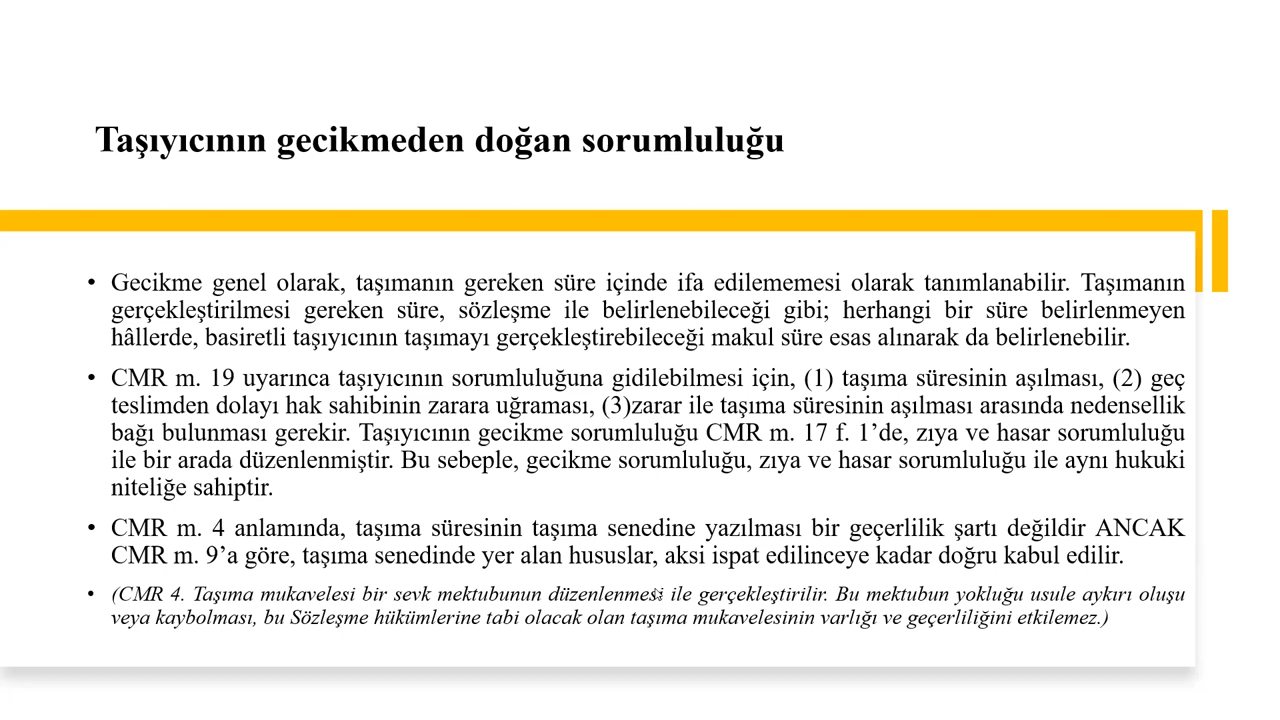 Taşıyıcının gecikmeden doğan sorumluluğu
• Gecikme genel olarak, taşımanın gereken süre içinde ifa edilememesi olarak tanımlanabilir. Taşımanın
gerçekleştirilmesi gereken süre, sözleşme ile belirlenebileceği gibi; herhangi bir süre belirlenmeyen
hâllerde, basiretli taşıyıcının taşımayı gerçekleştirebileceği makul süre esas alınarak da belirlenebilir.
• CMR m. 19 uyarınca taşıyıcının sorumluluğuna gidilebilmesi için, (1) taşıma süresinin aşılması, (2) geç
teslimden dolayı hak sahibinin zarara uğraması, (3)zarar ile taşıma süresinin aşılması arasında nedensellik
bağı bulunması gerekir. Taşıyıcının gecikme sorumluluğu CMR m. 17 f. 1’de, zıya ve hasar sorumluluğu
ile bir arada düzenlenmiştir. Bu sebeple, gecikme sorumluluğu, zıya ve hasar sorumluluğu ile aynı hukuki
niteliğe sahiptir.
• CMR m. 4 anlamında, taşıma süresinin taşıma senedine yazılması bir geçerlilik şartı değildir ANCAK
CMR m. 9’a göre, taşıma senedinde yer alan hususlar, aksi ispat edilinceye kadar doğru kabul edilir.
• (CMR 4. Taşıma mukavelesi bir sevk mektubunun düzenlenmesi ile gerçekleştirilir. Bu mektubun yokluğu usule aykırı oluşu
veya kaybolması, bu Sözleşme hükümlerine tabi olacak olan taşıma mukavelesinin varlığı ve geçerliliğini etkilemez.)